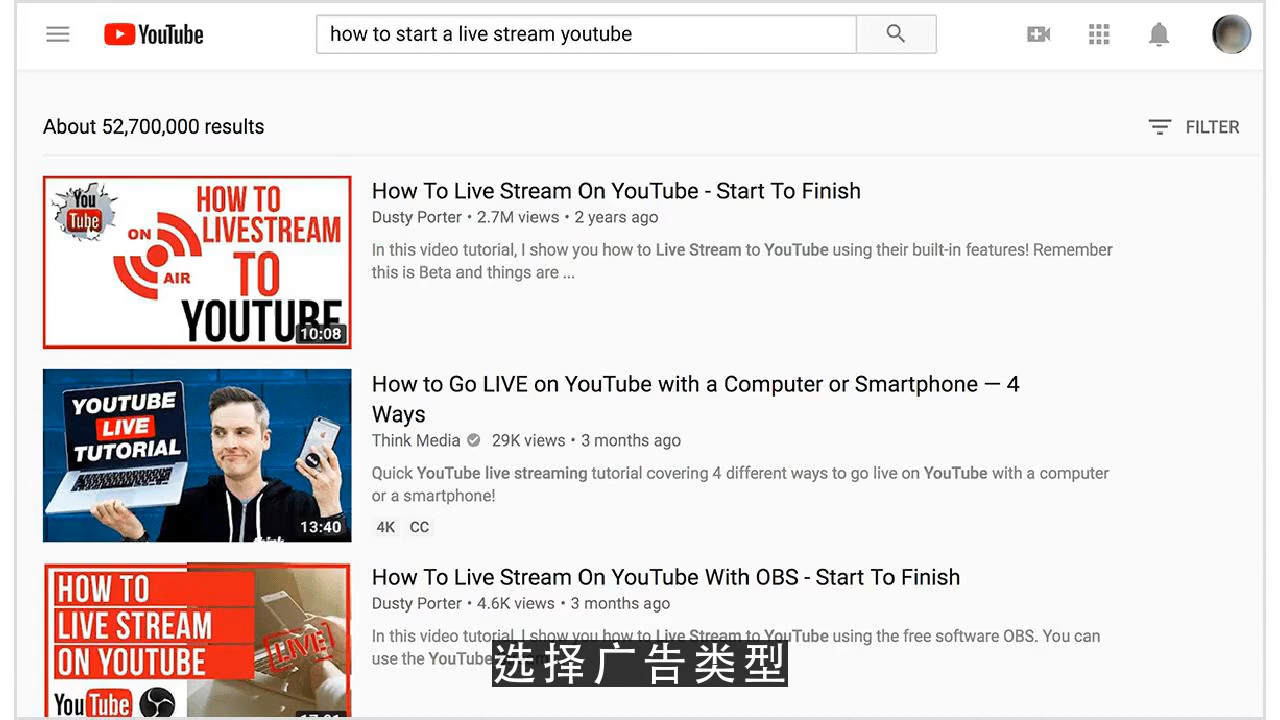 YouTube
how to start a live stream youtube
About 52,700,000 results
FILTER
You
Tube
HOW TO
LIVESTREAM
ON
AIR
TO
YOUTUBE
10:08
How To Live Stream On YouTube - Start To Finish
Dusty Porter • 2.7M views • 2 years ago
In this video tutorial, I show you how to Live Stream to YouTube using their built-in features! Remember
this is Beta and things are ...
YOUTUBE
LIVE
TUTORIAL
13:40
How to Go LIVE on YouTube with a Computer or Smartphone — 4
Ways
Think Media 29K views • 3 months ago
Quick YouTube live streaming tutorial covering 4 different ways to go live on YouTube with a computer
or a smartphone!
4K CC
HOW TO
LIVE STREAM
ON YOUTUBE
LIVE
YouTube
How To Live Stream On YouTube With OBS - Start To Finish
Dusty Porter • 4.6K views • 3 months ago
In this video tutorial, I show you how to Live Stream to YouTube using the free software OBS. You can
use the YouTube
选择广告类型